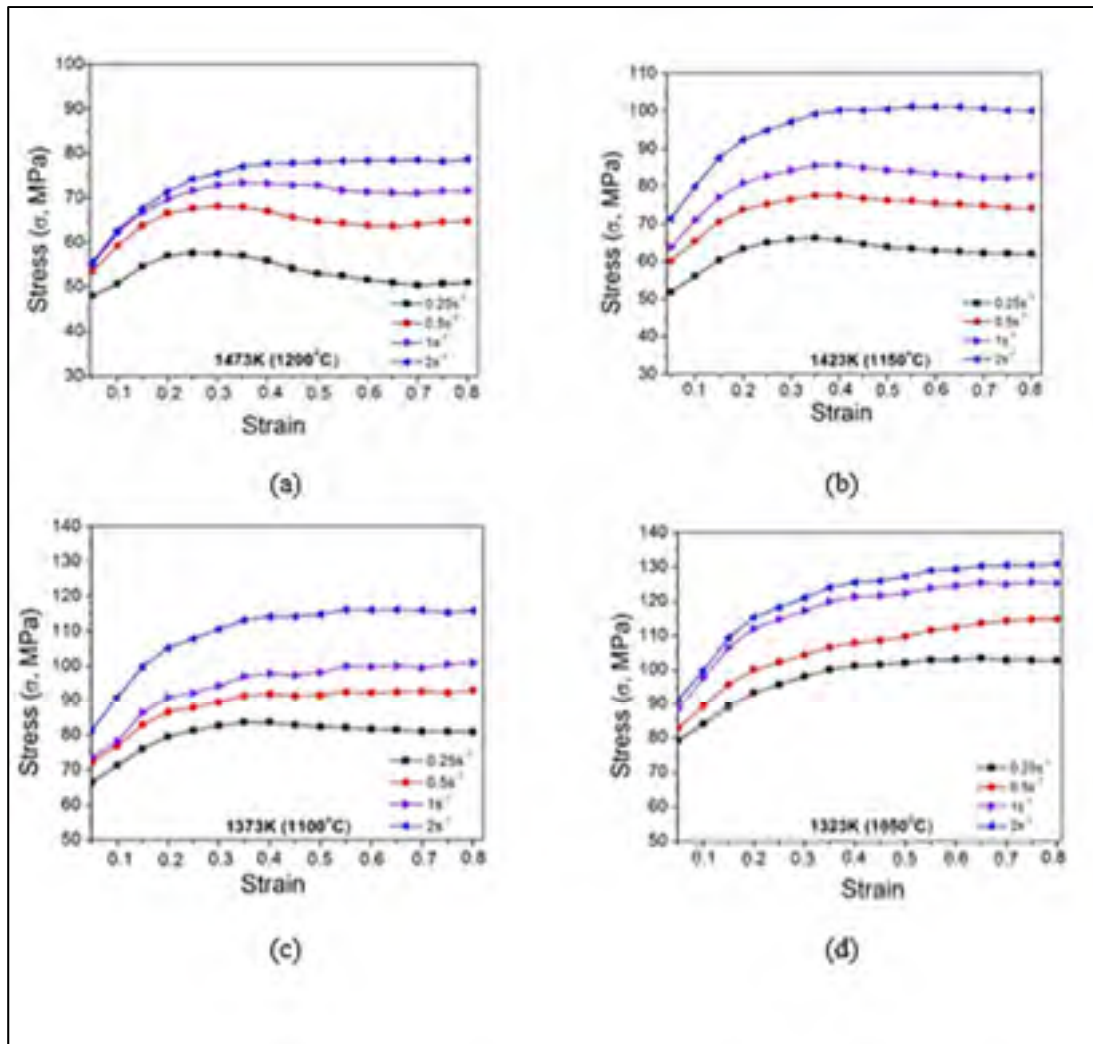 100
90
80
70
60
50
40
30
Stress (σ, MPa)
0.25s⁻¹
0.5s⁻¹
1s⁻¹
2s⁻¹
1473K (1200°C)
0.1 0.2 0.3 0.4 0.5 0.6 0.7 0.8
Strain
(a)
110
100
90
80
70
60
50
40
30
Stress (σ, MPa)
0.25s⁻¹
0.5s⁻¹
1s⁻¹
2s⁻¹
1423K (1150°C)
0.1 0.2 0.3 0.4 0.5 0.6 0.7 0.8
Strain
(b)
140
130
120
110
100
90
80
70
60
50
Stress (σ, MPa)
0.25s⁻¹
0.5s⁻¹
1s⁻¹
2s⁻¹
1373K (1100°C)
0.1 0.2 0.3 0.4 0.5 0.6 0.7 0.8
Strain
(c)
140
130
120
110
100
90
80
70
60
50
Stress (σ, MPa)
0.25s⁻¹
0.5s⁻¹
1s⁻¹
2s⁻¹
1323K (1050°C)
0.1 0.2 0.3 0.4 0.5 0.6 0.7 0.8
Strain
(d)